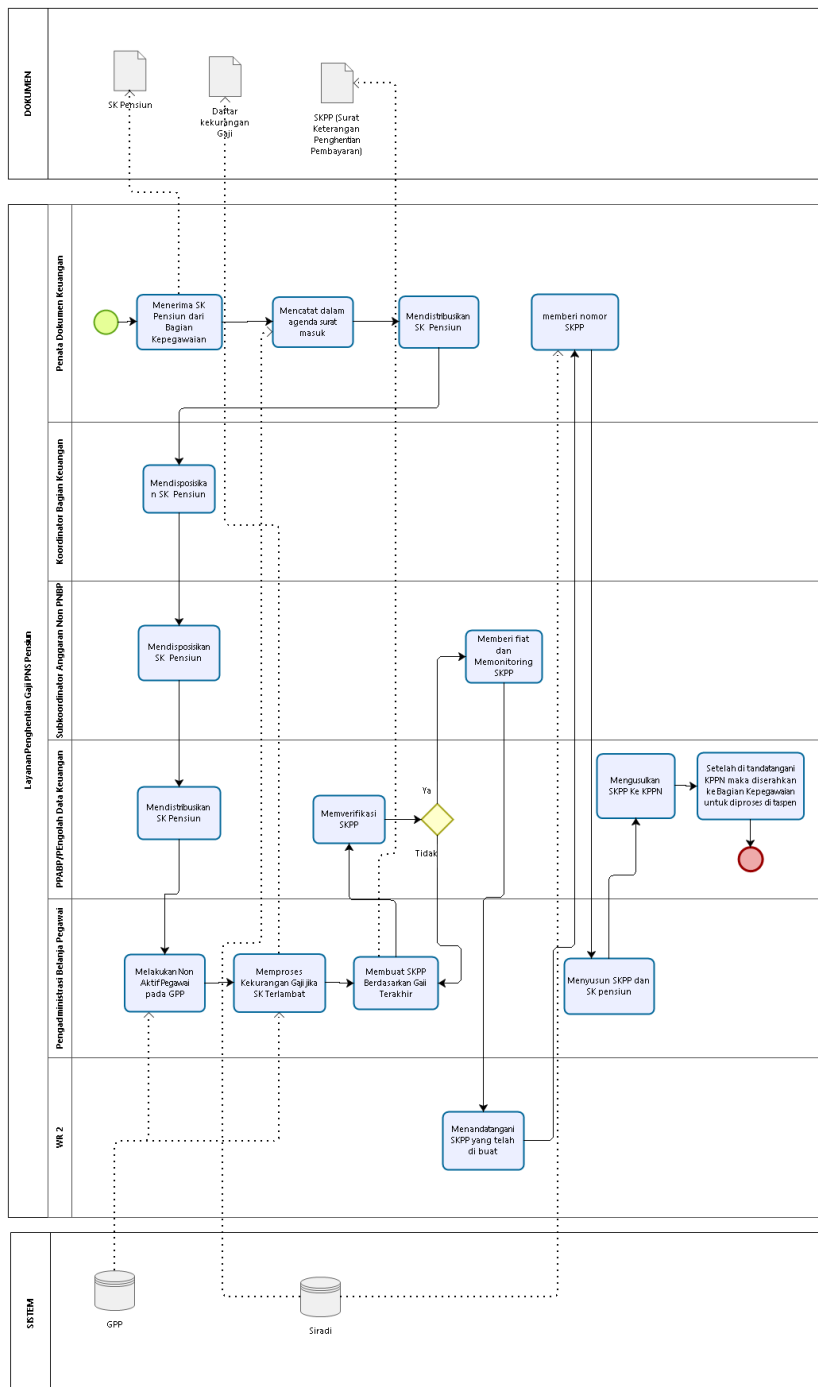 DOKUMEN
SK Pensiun
Daftar
kekurangan
Gaji
SKPP (Surat
Keterangan
Penghentian
Pembayaran)
Layanan Penghentian Gaji PNS Pensiun
Penata Dokumen Keuangan
Menerima SK
Pensiun dari
Bagian
Kepegawaian
Mencatat dalam
agenda surat
masuk
Mendistribusikan
SK Pensiun
memberi nomor
SKPP
Koordinator Bagian Keuangan
Mendisposisika
n SK Pensiun
Subkoordinator Anggaran Non PNBP
Mendisposisikan
SK Pensiun
Memberi fiat
dan
Memonitoring
SKPP
PPABP/PEngolah Data Keuangan
Mendistribusikan
SK Pensiun
Memverifikasi
SKPP
Ya
Tidak
Mengusulkan
SKPP Ke KPPN
Setelah di tandatangani
KPPN maka diserahkan
ke Bagian Kepegawaian
untuk diproses di taspen
Pengadministrasi Belanja Pegawai
Melakukan Non
Aktif Pegawai
pada GPP
Memproses
Kekurangan Gaji jika
SK Terlambat
Membuat SKPP
Berdasarkan Gaji
Terakhir
Menyusun SKPP dan
SK pensiun
WR 2
Menandatangani
SKPP yang telah
di buat
SISTEM
GPP
Siradi